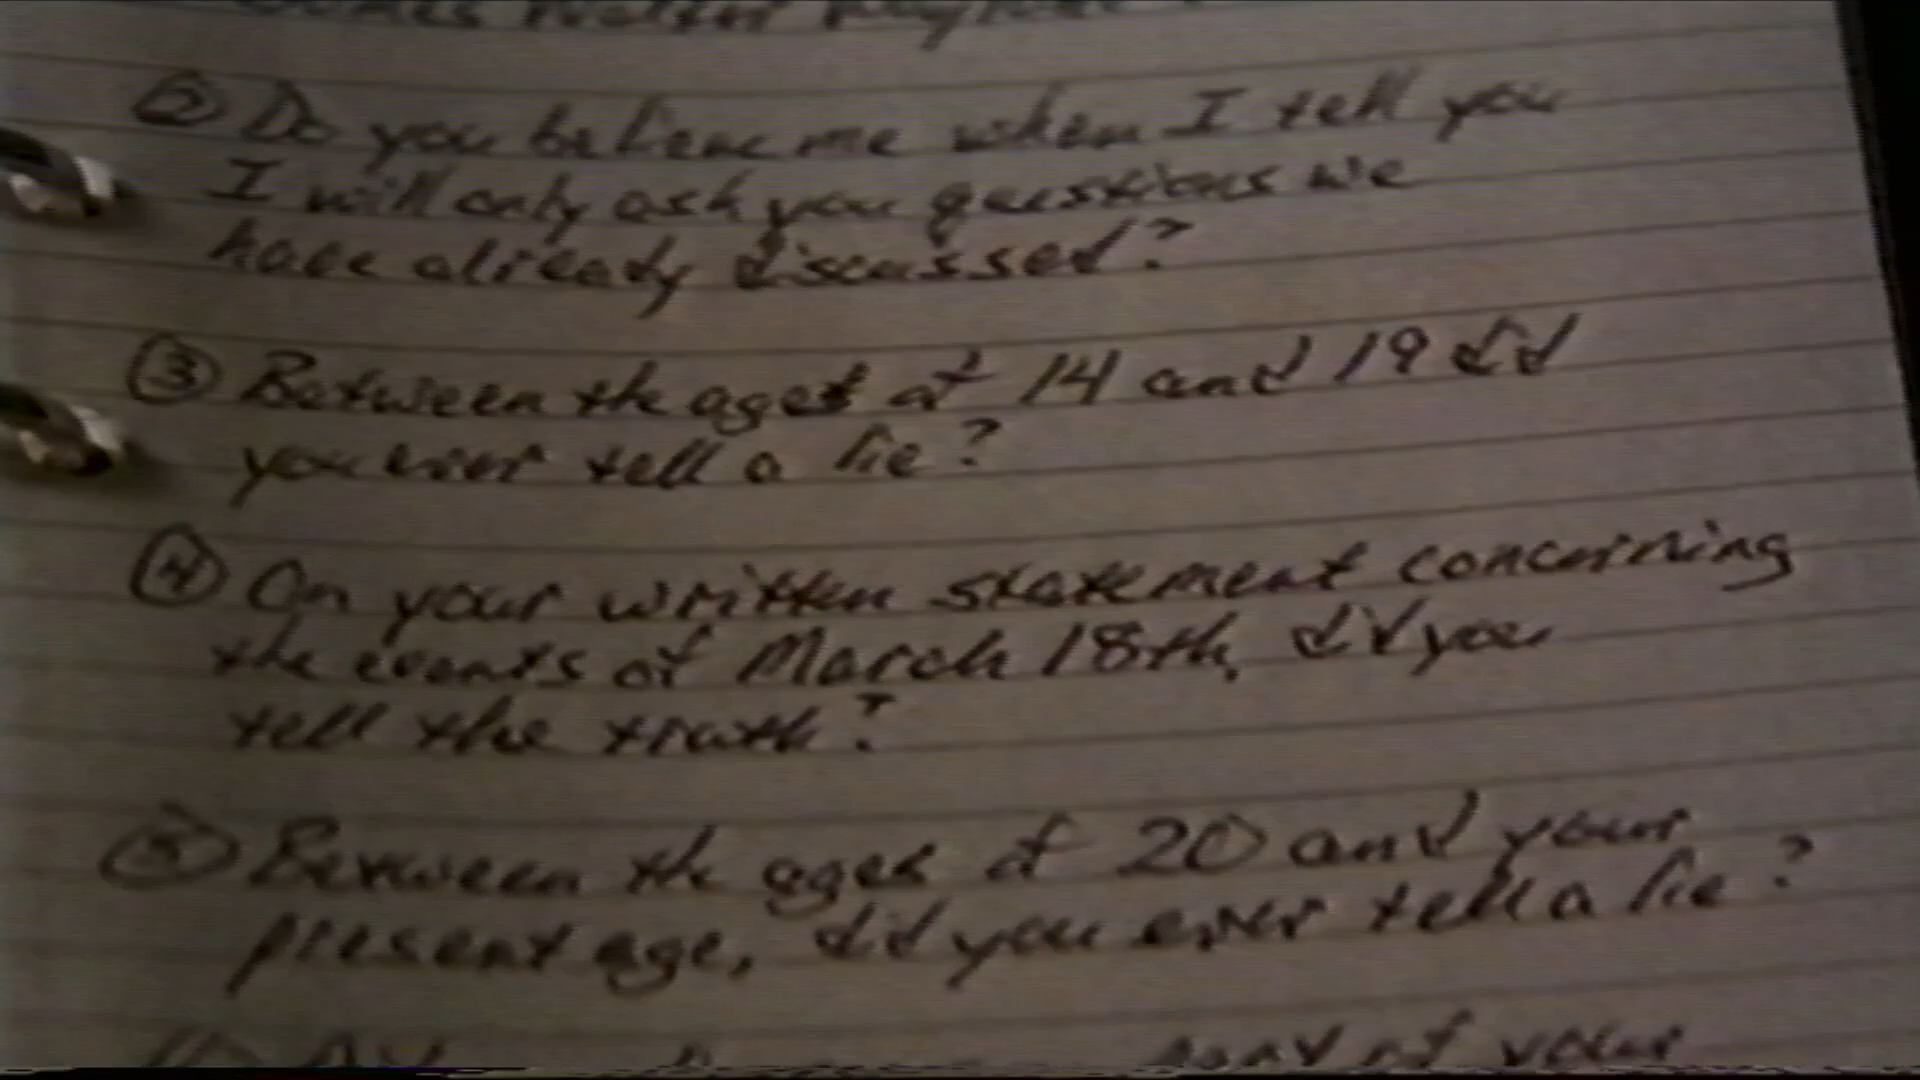 ② Do you believe me when I tell you
I will only ask you questions we
have already discussed?
③ Between the ages of 14 and 19 did
you ever tell a lie?
④ On your written statement concerning
the events of March 18th, did you
tell the truth?
⑤ Between the ages of 20 and your
present age, did you ever tell a lie?
of your